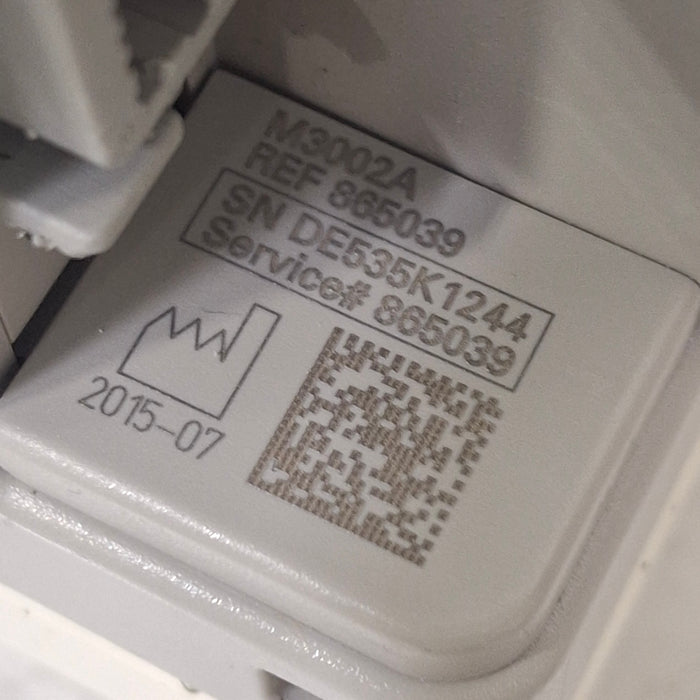 M3002A
REF 865039
SN DE535K1244
Service# 865039
2015-07